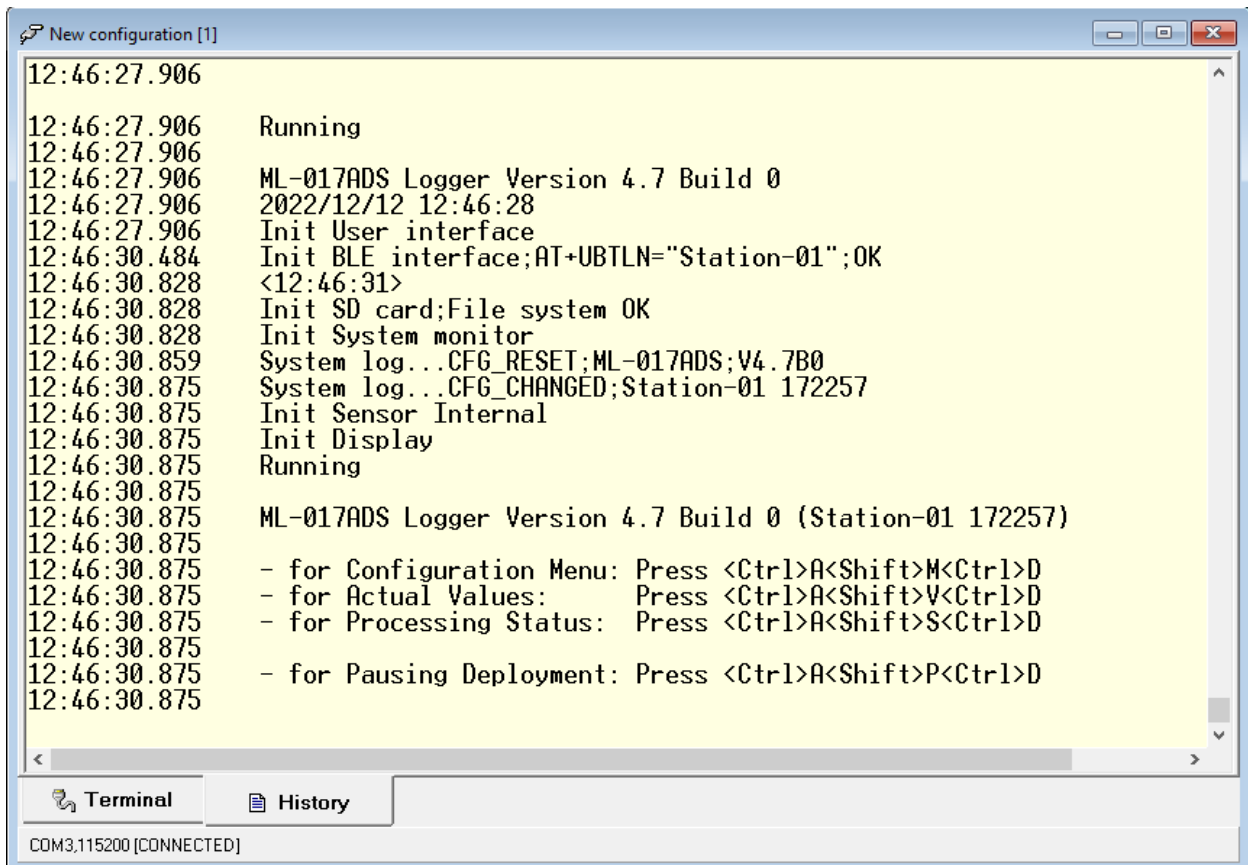 New configuration [1]
12:46:27.906
12:46:27.906 Running
12:46:27.906
12:46:27.906 ML-017ADS Logger Version 4.7 Build 0
12:46:27.906 2022/12/12 12:46:28
12:46:27.906 Init User interface
12:46:30.484 Init BLE interface;AT+UBTLN="Station-01";OK
12:46:30.828 <12:46:31>
12:46:30.828 Init SD card;File system OK
12:46:30.828 Init System monitor
12:46:30.859 System log...CFG_RESET;ML-017ADS;V4.7B0
12:46:30.875 System log...CFG_CHANGED;Station-01 172257
12:46:30.875 Init Sensor Internal
12:46:30.875 Init Display
12:46:30.875 Running
12:46:30.875
12:46:30.875 ML-017ADS Logger Version 4.7 Build 0 (Station-01 172257)
12:46:30.875
12:46:30.875 - for Configuration Menu: Press <Ctrl>A<Shift>M<Ctrl>D
12:46:30.875 - for Actual Values: Press <Ctrl>A<Shift>V<Ctrl>D
12:46:30.875 - for Processing Status: Press <Ctrl>A<Shift>S<Ctrl>D
12:46:30.875
12:46:30.875 - for Pausing Deployment: Press <Ctrl>A<Shift>P<Ctrl>D
12:46:30.875
Terminal History
COM3,115200 [CONNECTED]